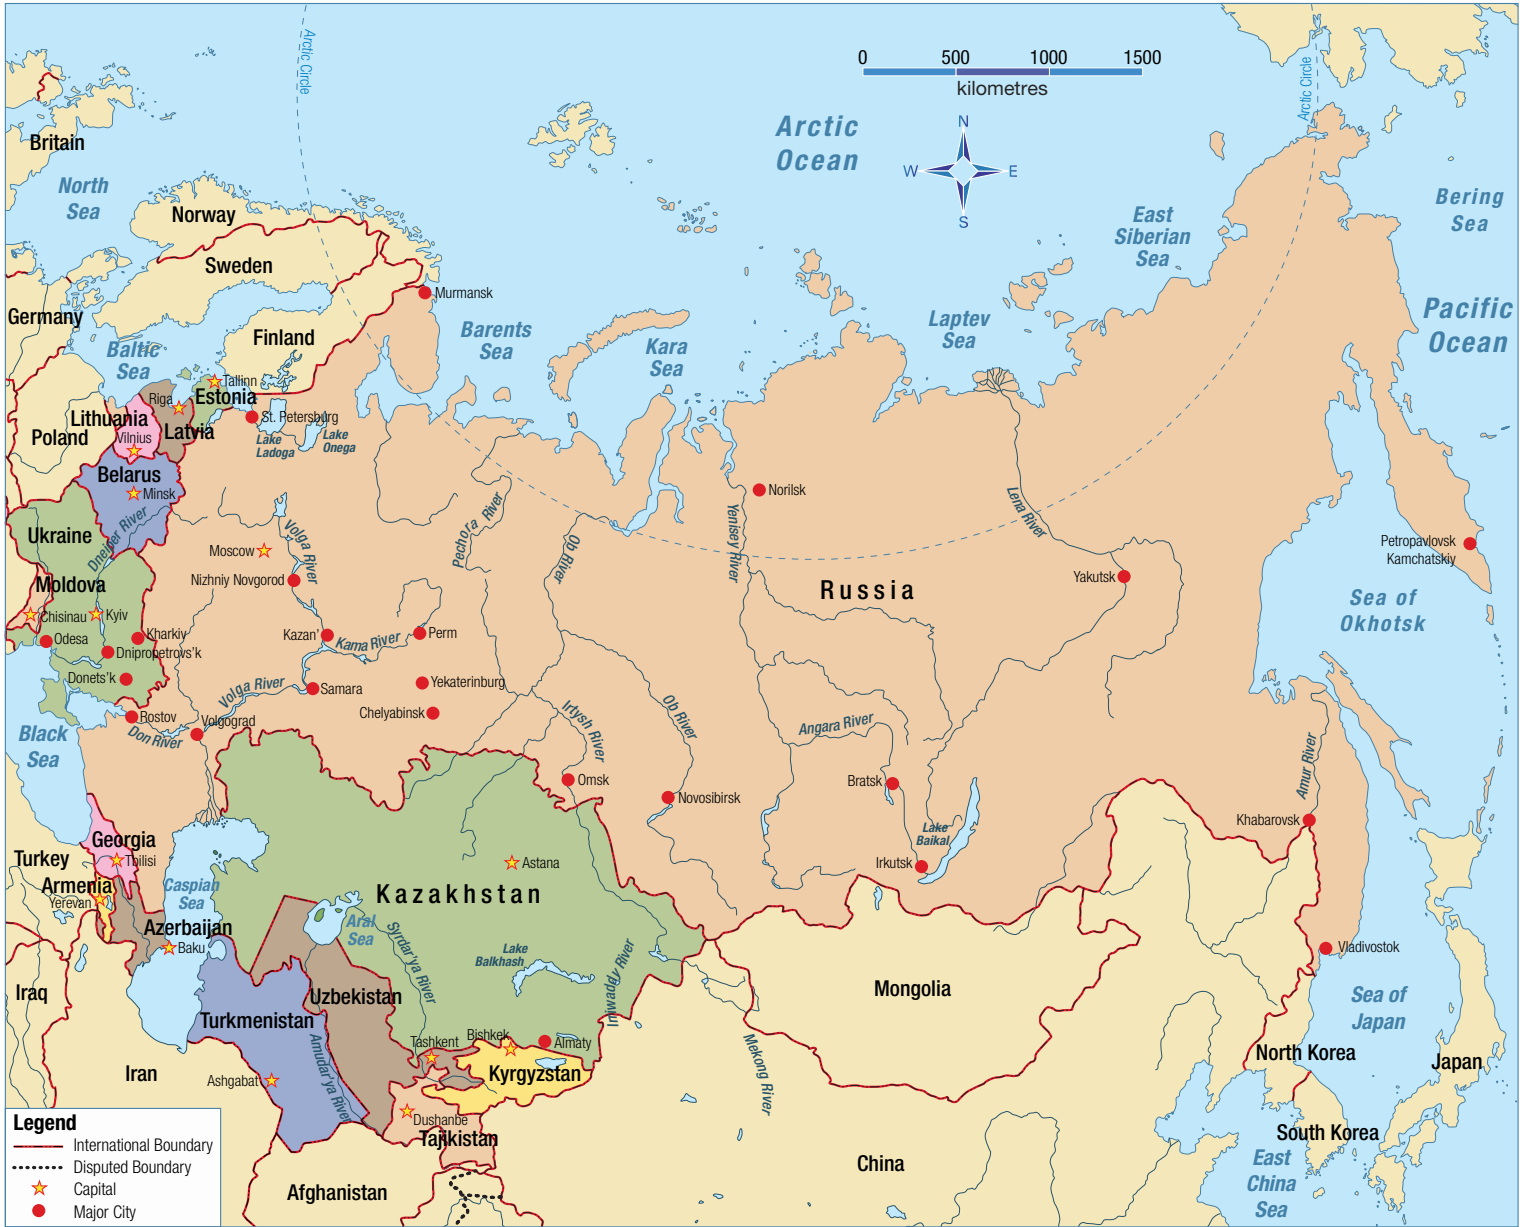 Arctic Circle
0 500 1000 1500
kilometres
Arctic Circle
Britain
Arctic
Ocean
N
W E
S
North
Sea
Norway
Bering
Sea
East
Siberian
Sea
Sweden
Murmansk
Germany
Barents
Sea
Finland
Laptev
Sea
Pacific
Ocean
Kara
Sea
Baltic
Sea
Tallinn
Estonia
Riga
Lithuania
St. Petersburg
Latvia
Vilnius
Poland
Lake
Ladoga
Lake
Onega
Belarus
Minsk
Norilsk
Lena River
Dneiper River
Ukraine
Pechora River
Yenisey River
Ob River
Volga River
Moscow
Petropavlovsk
Kamchatskiy
Nizhniy Novgorod
Russia
Yakutsk
Moldova
Chisinau
Kyiv
Sea of
Okhotsk
Odesa
Kharkiv
Kazan'
Kama River
Perm
Dnipropetrovs'k
Donets'k
Volga River
Samara
Yekaterinburg
Chelyabinsk
Rostov
Volgograd
Don River
Irtysh River
Ob River
Angara River
Black
Sea
Amur River
Omsk
Bratsk
Novosibirsk
Khabarovsk
Lake
Baikal
Georgia
Tbilisi
Turkey
Astana
Irkutsk
Armenia
Yerevan
Caspian
Sea
Kazakhstan
Azerbaijan
Baku
Aral
Sea
Syrdar'ya River
Lake
Balkhash
Irriwaddy River
Vladivostok
Iraq
Uzbekistan
Mongolia
Sea of
Japan
Turkmenistan
Tashkent
Bishkek
Almaty
Amudar'ya River
Mekong River
North Korea
Japan
Iran
Ashgabat
Kyrgyzstan
Dushanbe
Tajikistan
South Korea
Afghanistan
China
East
China
Sea
Legend
International Boundary
Disputed Boundary
Capital
Major City